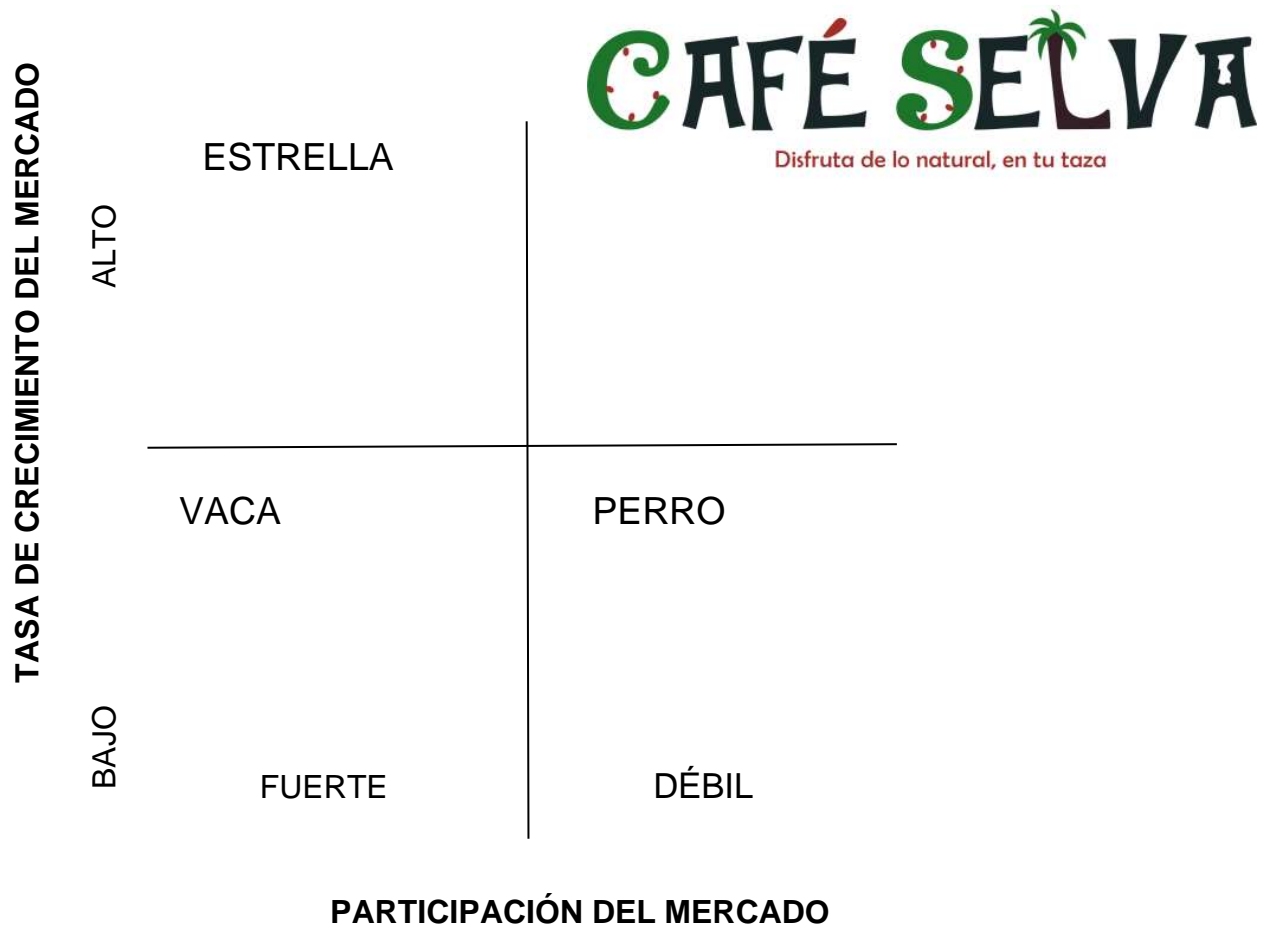 CAFÉ SELVA
Disfruta de lo natural, en tu taza
TASA DE CRECIMIENTO DEL MERCADO
ALTO
ESTRELLA
VACA
PERRO
BAJO
FUERTE
DÉBIL
PARTICIPACIÓN DEL MERCADO